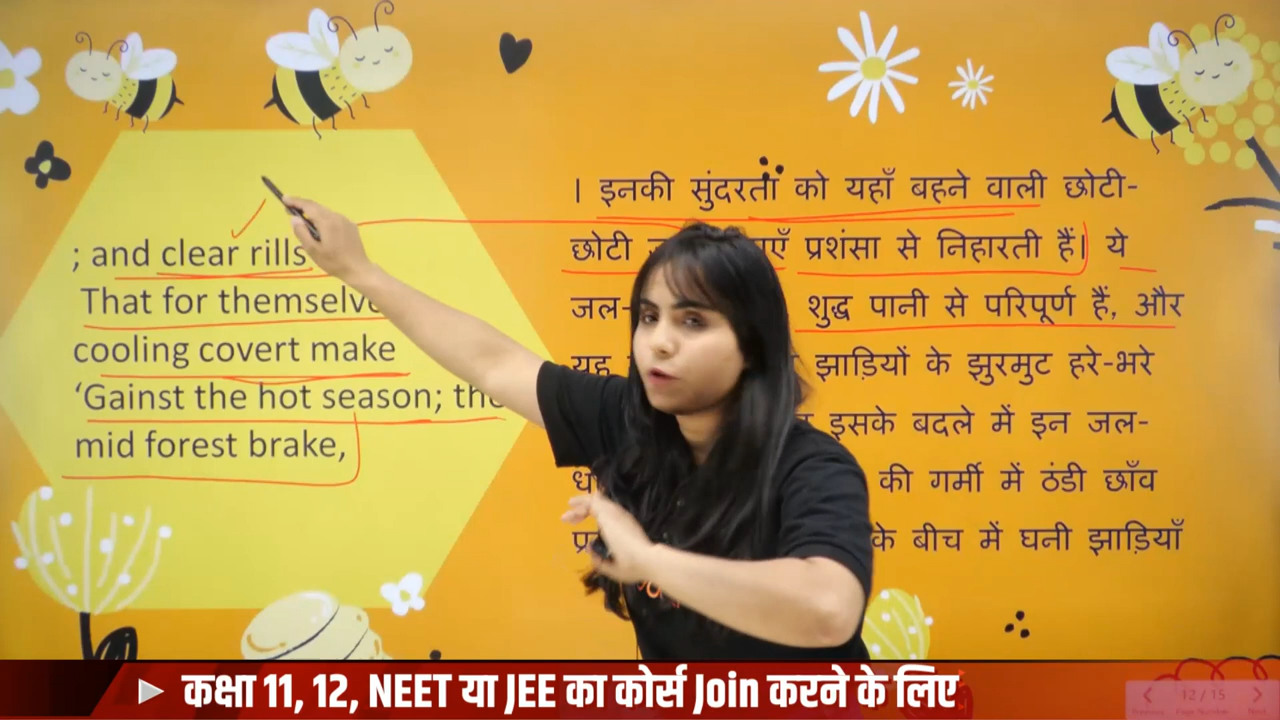 ; and clear rills
That for
cooling covert make
‘Gainst the hot season;
mid forest brake,
। इनकी सुंदरता को यहाँ बहने वाली छोटी-
छोटी प्रशंसा से निहारती हैं। ये
जल- शुद्ध पानी से परिपूर्ण हैं, और
यह झाड़ियों के झुरमुट हरे-भरे
इसके बदले में इन जल-
की गर्मी में ठंडी छाँव
के बीच में घनी झाड़ियाँ
कक्षा 11, 12, NEET या JEE का कोर्स Join करने के लिए
12 / 15